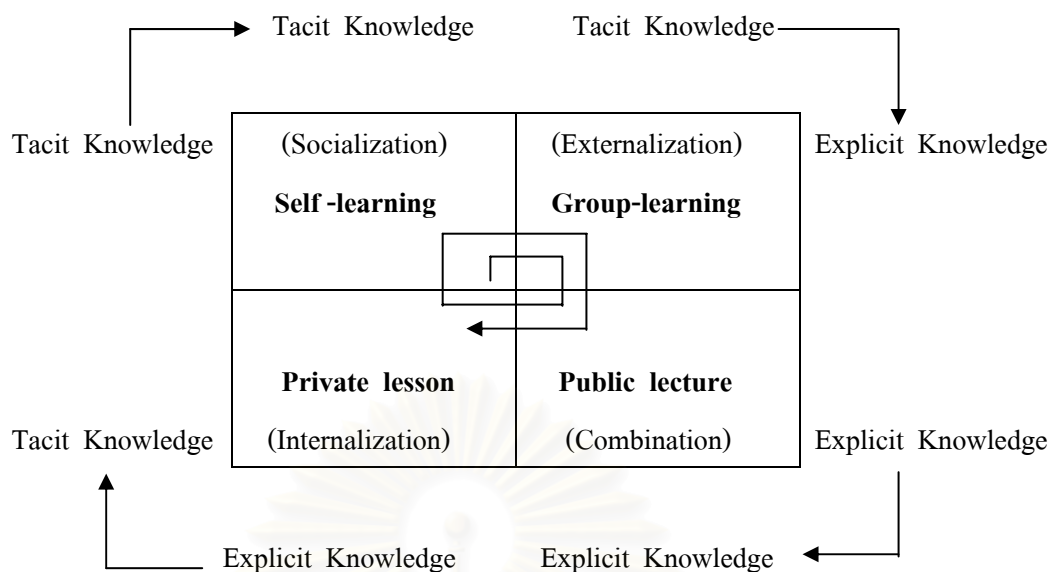 Tacit Knowledge Tacit Knowledge
Tacit Knowledge (Socialization) (Externalization) Explicit Knowledge
Self -learning Group-learning
Private lesson Public lecture
Tacit Knowledge (Internalization) (Combination) Explicit Knowledge
Explicit Knowledge Explicit Knowledge